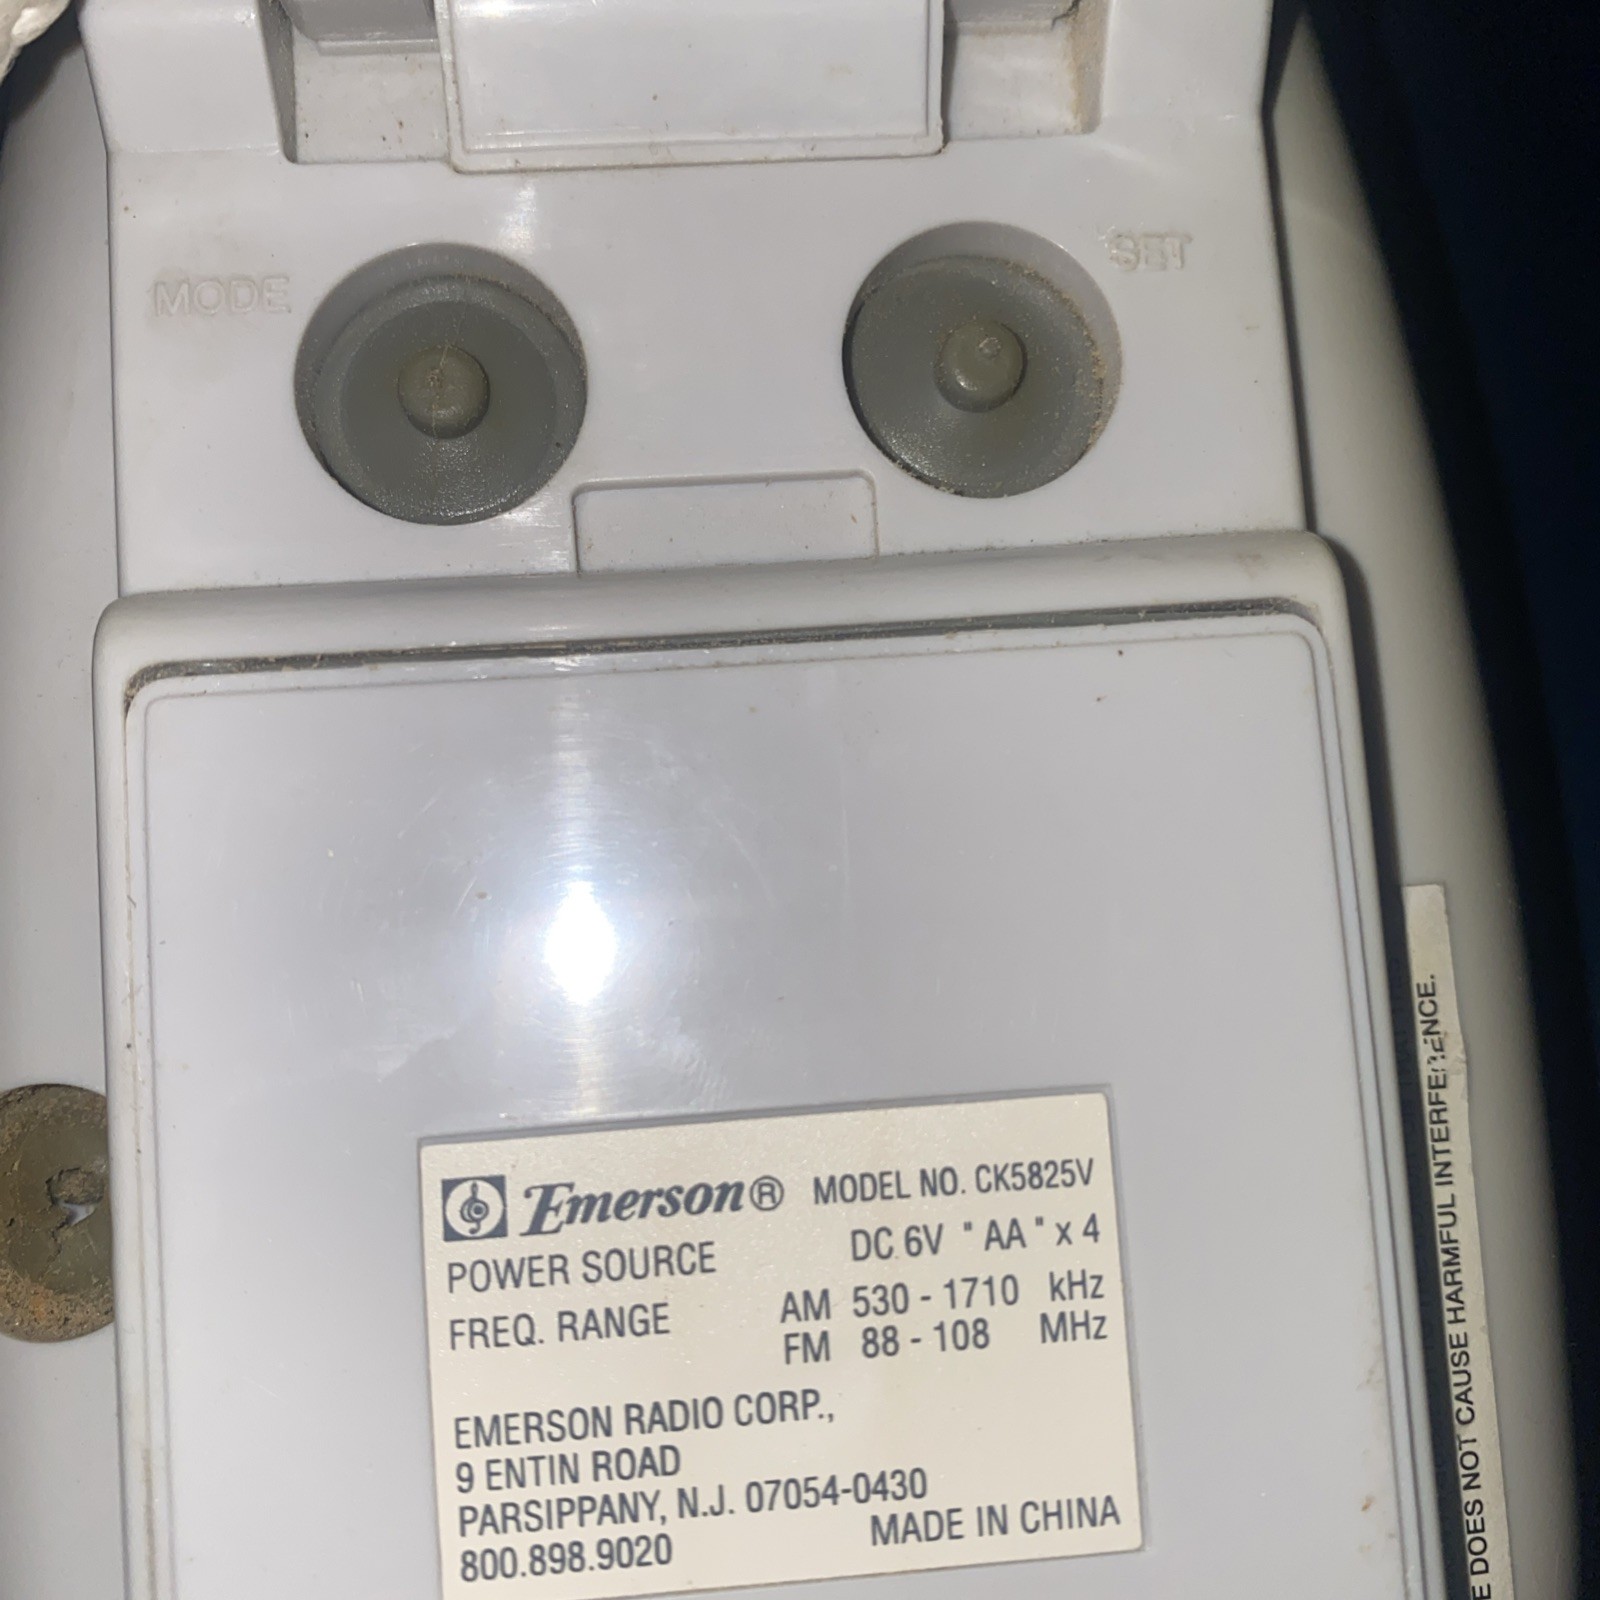 MODE
SET
Emerson® MODEL NO. CK5825V
POWER SOURCE DC 6V "AA" x 4
FREQ. RANGE AM 530 - 1710 kHz
FM 88 - 108 MHz
EMERSON RADIO CORP.,
9 ENTIN ROAD
PARSIPPANY, N.J. 07054-0430
800.898.9020 MADE IN CHINA
DOES NOT CAUSE HARMFUL INTERFERENCE.